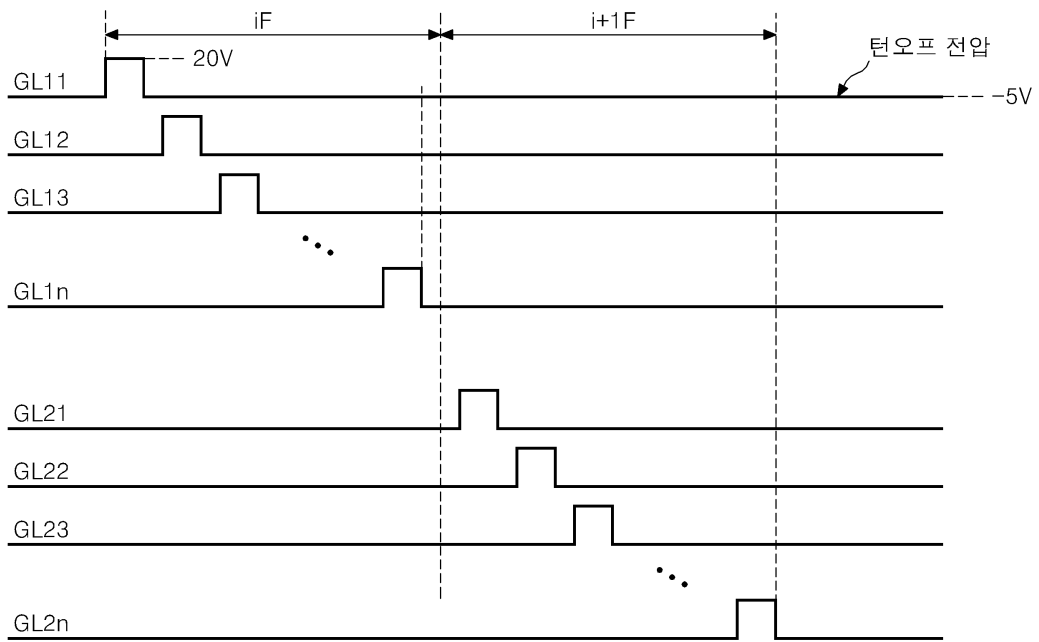 iF
i+1F
턴오프 전압
20V
GL11
-5V
GL12
GL13
GL1n
GL21
GL22
GL23
GL2n